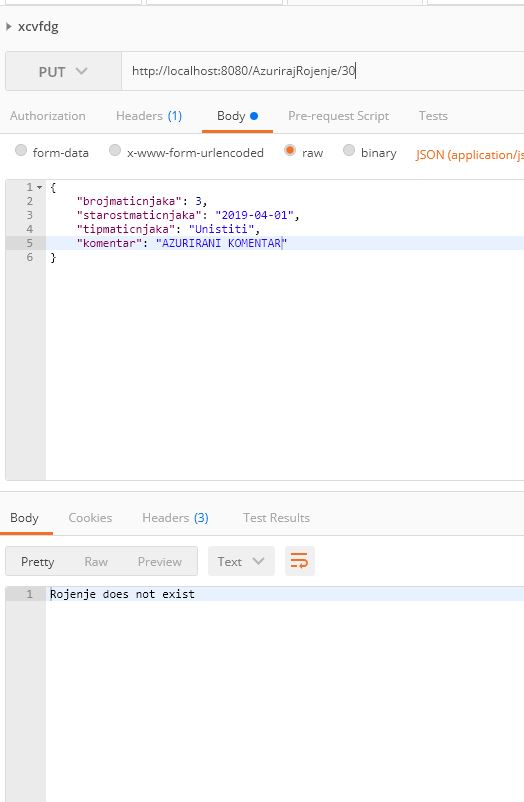 xcvfdg
PUT http://localhost:8080/AzurirajRojenje/30
Authorization Headers (1) Body Pre-request Script Tests
form-data x-www-form-urlencoded raw binary JSON (application/js
1 {
2 "brojmaticnjaka": 3,
3 "starostmaticnjaka": "2019-04-01",
4 "tipmaticnjaka": "Unistiti",
5 "komentar": "AZURIRANI KOMENTAR"
6 }
Body Cookies Headers (3) Test Results
Pretty Raw Preview Text
1 Rojenje does not exist